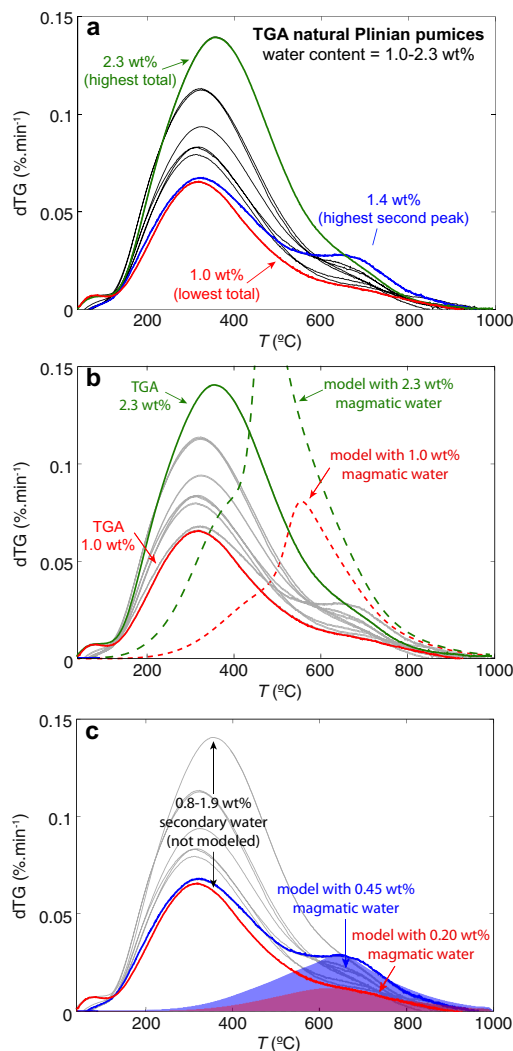 a
TGA natural Plinian pumices
water content = 1.0-2.3 wt%
2.3 wt%
(highest total)
1.4 wt%
(highest second peak)
1.0 wt%
(lowest total)
dTG (%.min⁻¹)
0.15
0.1
0.05
0
200 400 600 800 1000
T (ºC)
b
TGA
2.3 wt%
model with 2.3 wt%
magmatic water
model with 1.0 wt%
magmatic water
TGA
1.0 wt%
dTG (%.min⁻¹)
0.15
0.1
0.05
0
200 400 600 800 1000
T (ºC)
c
0.8-1.9 wt%
secondary water
(not modeled)
model with 0.45 wt%
magmatic water
model with 0.20 wt%
magmatic water
dTG (%.min⁻¹)
0.15
0.1
0.05
0
200 400 600 800 1000
T (ºC)